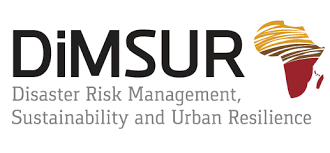 DiMSUR
Disaster Risk Management,
Sustainability and Urban Resilience